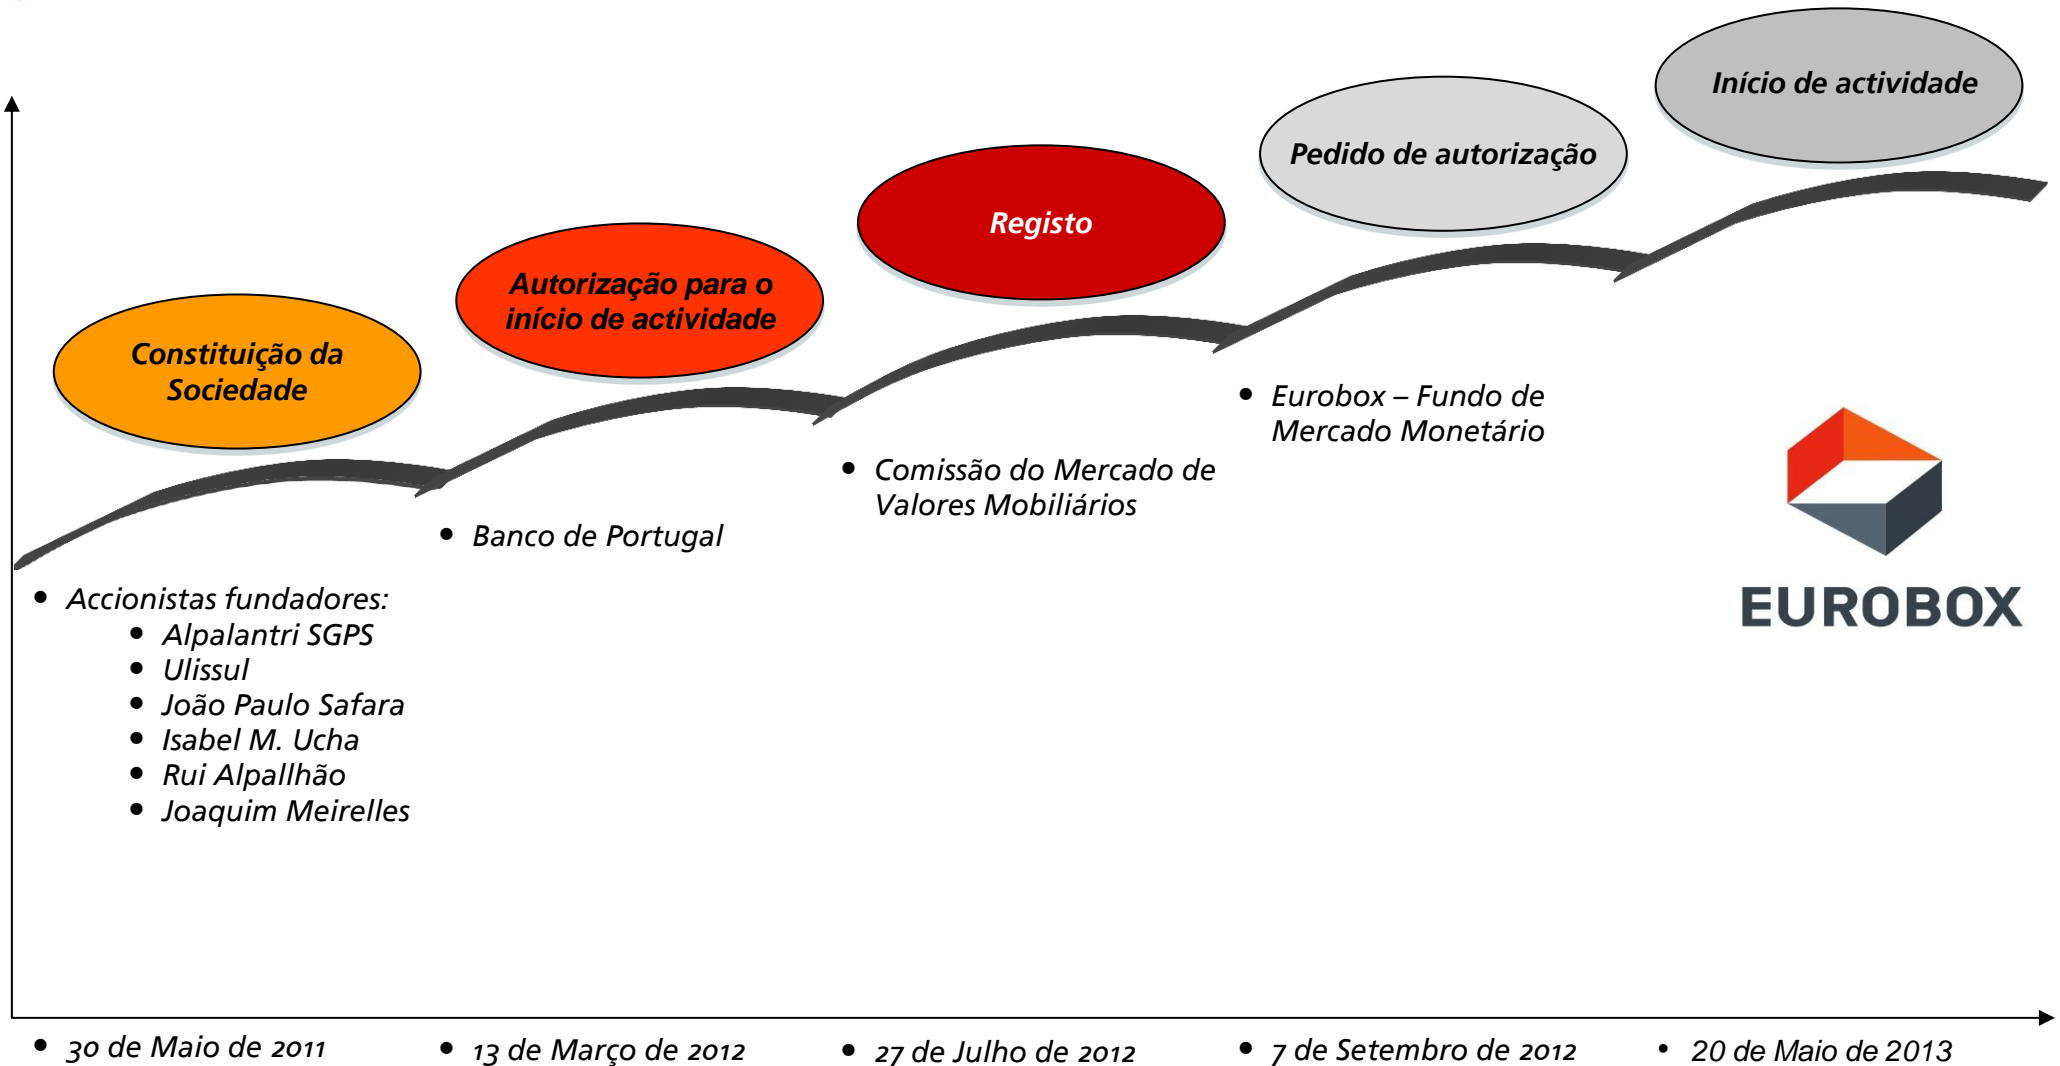 Início de actividade
Pedido de autorização
Registo
Autorização para o
início de actividade
Constituição da
Sociedade
• Eurobox – Fundo de
Mercado Monetário
• Comissão do Mercado de
Valores Mobiliários
• Banco de Portugal
EUROBOX
• Accionistas fundadores:
• Alpalantri SGPS
• Ulissul
• João Paulo Safara
• Isabel M. Ucha
• Rui Alpallhão
• Joaquim Meirelles
• 30 de Maio de 2011
• 13 de Março de 2012
• 27 de Julho de 2012
• 7 de Setembro de 2012
• 20 de Maio de 2013